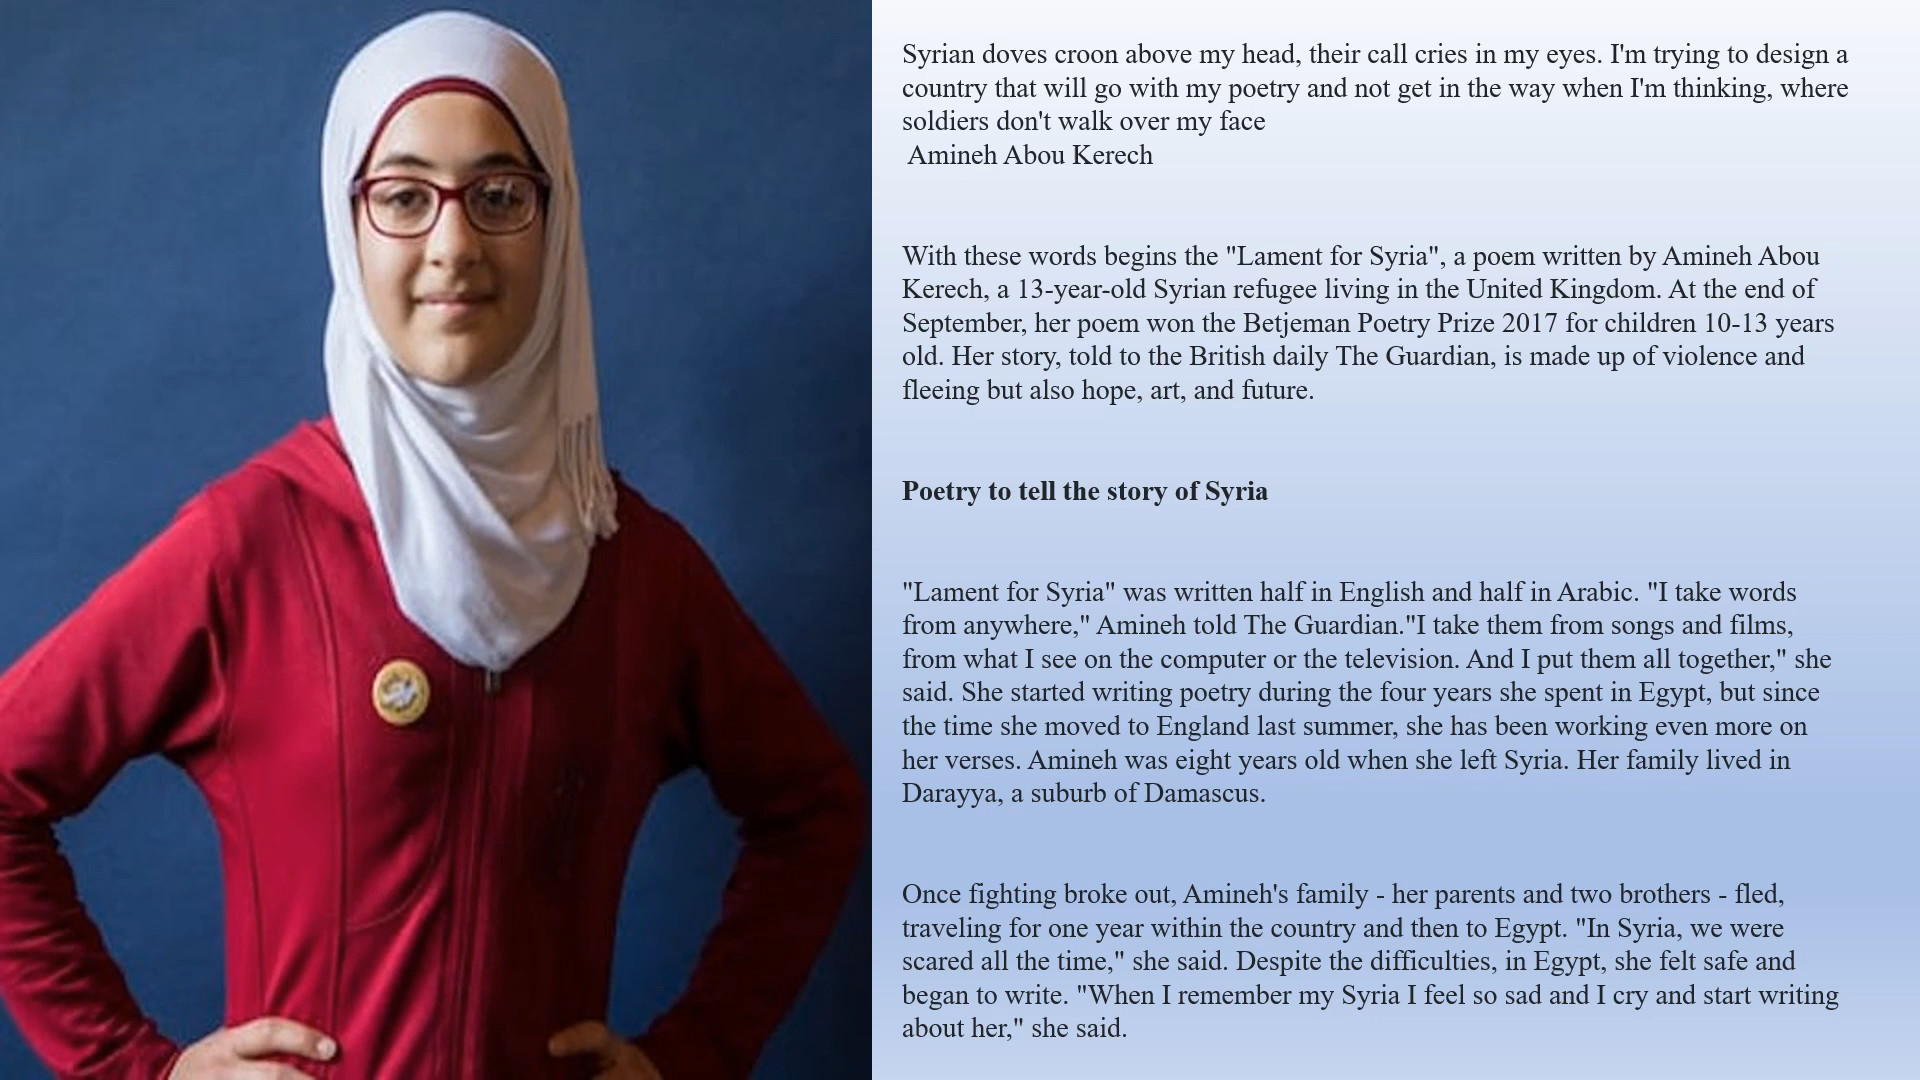 Syrian doves croon above my head, their call cries in my eyes. I'm trying to design a
country that will go with my poetry and not get in the way when I'm thinking, where
soldiers don't walk over my face
Amineh Abou Kerech
With these words begins the "Lament for Syria", a poem written by Amineh Abou
Kerech, a 13-year-old Syrian refugee living in the United Kingdom. At the end of
September, her poem won the Betjeman Poetry Prize 2017 for children 10-13 years
old. Her story, told to the British daily The Guardian, is made up of violence and
fleeing but also hope, art, and future.
Poetry to tell the story of Syria
"Lament for Syria" was written half in English and half in Arabic. "I take words
from anywhere," Amineh told The Guardian."I take them from songs and films,
from what I see on the computer or the television. And I put them all together," she
said. She started writing poetry during the four years she spent in Egypt, but since
the time she moved to England last summer, she has been working even more on
her verses. Amineh was eight years old when she left Syria. Her family lived in
Darayya, a suburb of Damascus.
Once fighting broke out, Amineh's family - her parents and two brothers - fled,
traveling for one year within the country and then to Egypt. "In Syria, we were
scared all the time," she said. Despite the difficulties, in Egypt, she felt safe and
began to write. "When I remember my Syria I feel so sad and I cry and start writing
about her," she said.